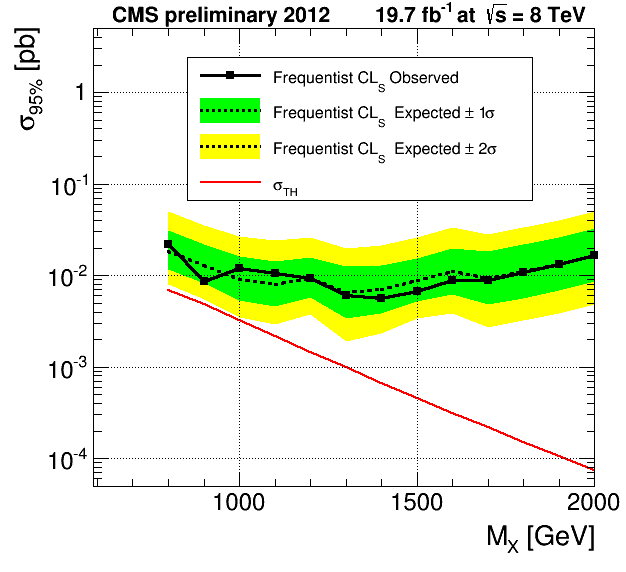 CMS preliminary 2012 19.7 fb⁻¹ at √s = 8 TeV
σ95% [pb]
Frequentist CLS Observed
Frequentist CLS Expected ± 1σ
Frequentist CLS Expected ± 2σ
σTH
1
10⁻¹
10⁻²
10⁻³
10⁻⁴
1000 1500 2000
MX [GeV]